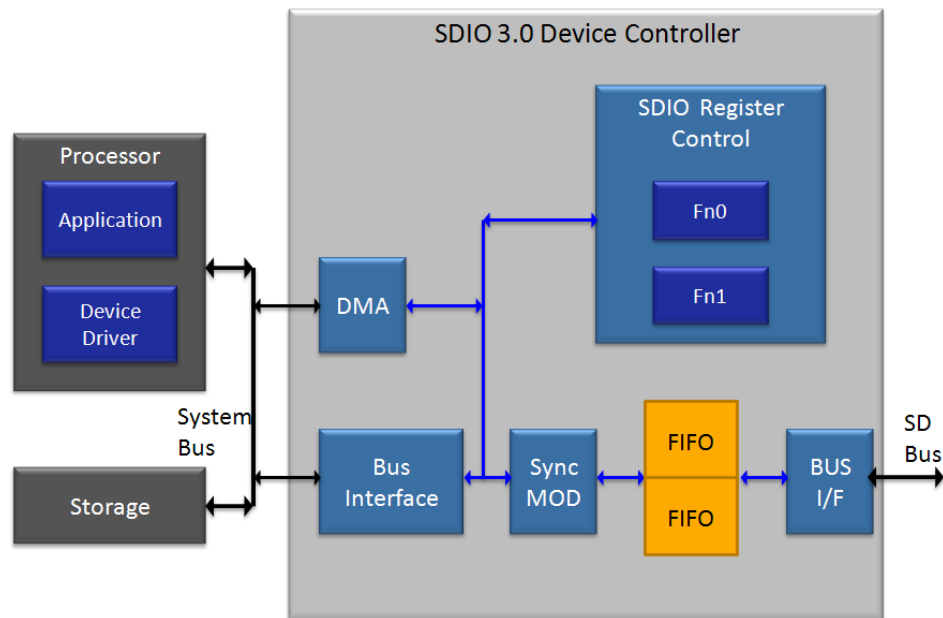 SDIO 3.0 Device Controller
Processor
Application
Device
Driver
System
Bus
Storage
DMA
Bus
Interface
SDIO Register
Control
Fn0
Fn1
Sync
MOD
FIFO
FIFO
BUS
I/F
SD
Bus